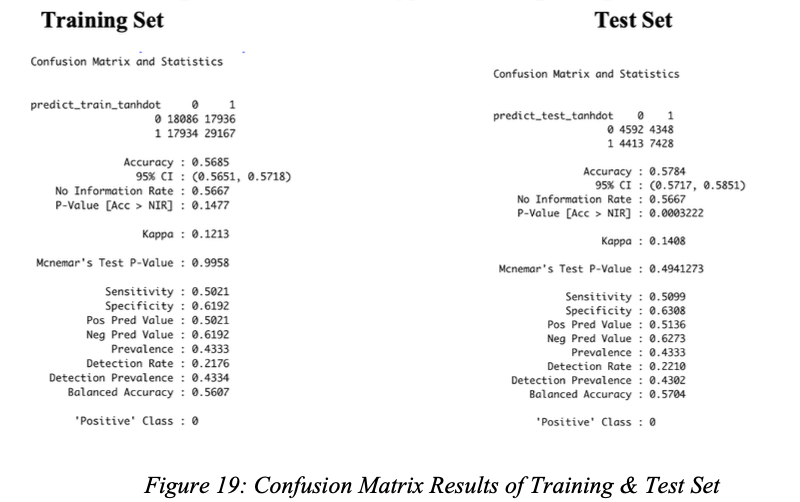 Training Set
Confusion Matrix and Statistics
predict_train_tanhdot 0 1
0 18086 17936
1 17934 29167
Accuracy : 0.5685
95% CI : (0.5651, 0.5718)
No Information Rate : 0.5667
P-Value [Acc > NIR] : 0.1477
Kappa : 0.1213
Mcnemar's Test P-Value : 0.9958
Sensitivity : 0.5021
Specificity : 0.6192
Pos Pred Value : 0.5021
Neg Pred Value : 0.6192
Prevalence : 0.4333
Detection Rate : 0.2176
Detection Prevalence : 0.4334
Balanced Accuracy : 0.5607
'Positive' Class : 0
Test Set
Confusion Matrix and Statistics
predict_test_tanhdot 0 1
0 4592 4348
1 4413 7428
Accuracy : 0.5784
95% CI : (0.5717, 0.5851)
No Information Rate : 0.5667
P-Value [Acc > NIR] : 0.0003222
Kappa : 0.1408
Mcnemar's Test P-Value : 0.4941273
Sensitivity : 0.5099
Specificity : 0.6308
Pos Pred Value : 0.5136
Neg Pred Value : 0.6273
Prevalence : 0.4333
Detection Rate : 0.2210
Detection Prevalence : 0.4302
Balanced Accuracy : 0.5704
'Positive' Class : 0
Figure 19: Confusion Matrix Results of Training & Test Set